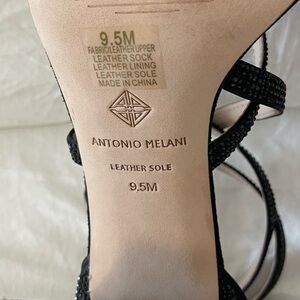 9.5M
FABRIC/LEATHER UPPER
LEATHER SOCK
LEATHER LINING
LEATHER SOLE
MADE IN CHINA
ANTONIO MELANI
LEATHER SOLE
9.5M